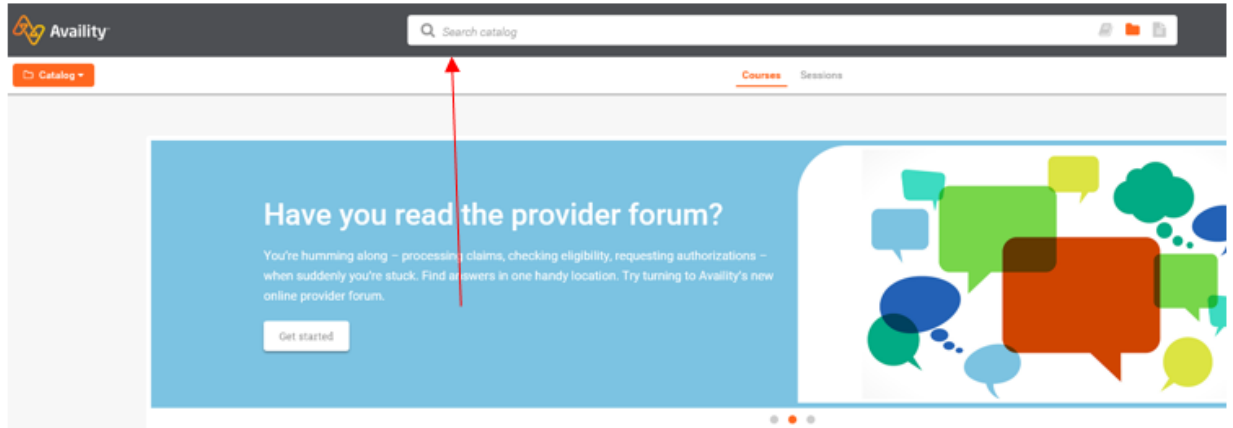 Availity
Search catalog
Catalog
Courses
Sessions
Have you read the provider forum?
You're humming along – processing claims, checking eligibility, requesting authorizations –
when suddenly you're stuck. Find answers in one handy location. Try turning to Availity's new
online provider forum.
Get started